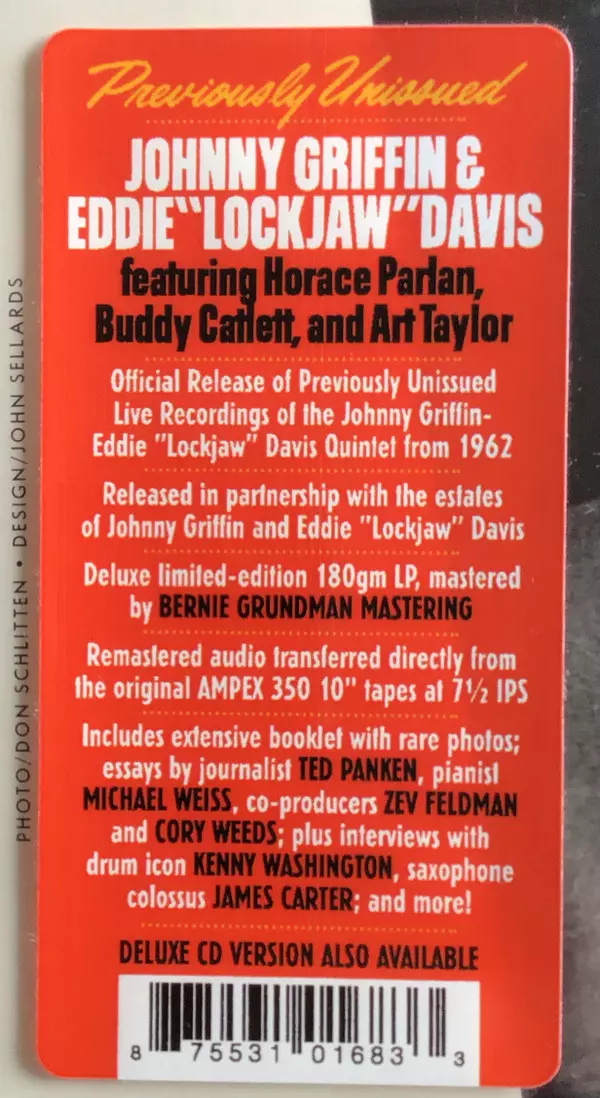 Previously Unissued
JOHNNY GRIFFIN &
EDDIE "LOCKJAW" DAVIS
featuring Horace Parlan,
Buddy Catlett, and Art Taylor
Official Release of Previously Unissued
Live Recordings of the Johnny Griffin-
Eddie "Lockjaw" Davis Quintet from 1962
Released in partnership with the estates
of Johnny Griffin and Eddie "Lockjaw" Davis
Deluxe limited-edition 180gm LP, mastered
by BERNIE GRUNDMAN MASTERING
Remastered audio transferred directly from
the original AMPEX 350 10" tapes at 7½ IPS
Includes extensive booklet with rare photos;
essays by journalist TED PANKEN, pianist
MICHAEL WEISS, co-producers ZEV FELDMAN
and CORY WEEDS; plus interviews with
drum icon KENNY WASHINGTON, saxophone
colossus JAMES CARTER; and more!
DELUXE CD VERSION ALSO AVAILABLE
8 75531 01683 3
PHOTO/DON SCHLITTEN • DESIGN/JOHN SELLARDS